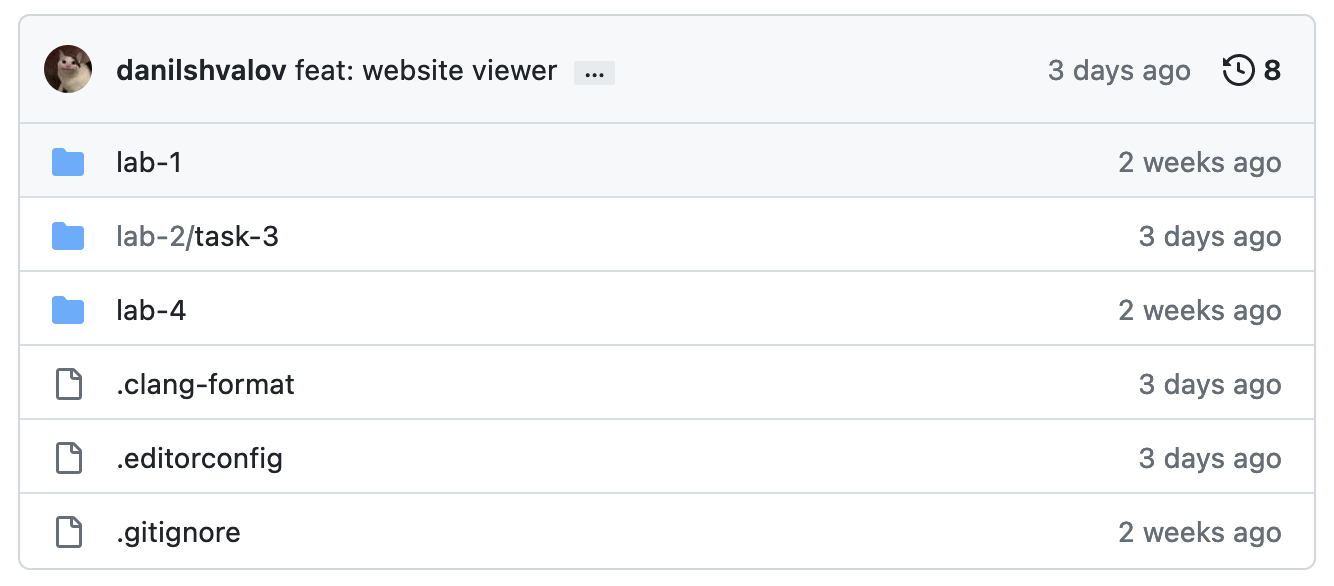 danilshvalov feat: website viewer ... 3 days ago 8
lab-1 2 weeks ago
lab-2/task-3 3 days ago
lab-4 2 weeks ago
.clang-format 3 days ago
.editorconfig 3 days ago
.gitignore 2 weeks ago